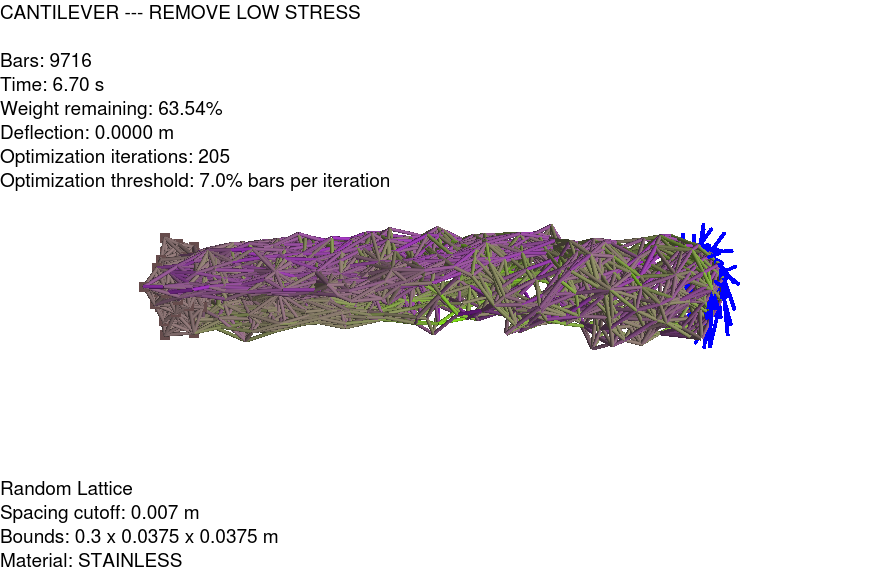 CANTILEVER --- REMOVE LOW STRESS
Bars: 9716
Time: 6.70 s
Weight remaining: 63.54%
Deflection: 0.0000 m
Optimization iterations: 205
Optimization threshold: 7.0% bars per iteration
Random Lattice
Spacing cutoff: 0.007 m
Bounds: 0.3 x 0.0375 x 0.0375 m
Material: STAINLESS